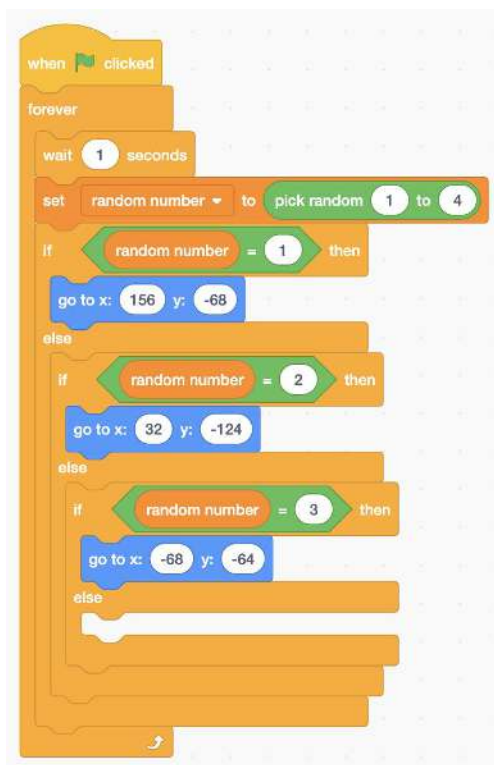 when clicked
forever
wait 1 seconds
set random number to pick random 1 to 4
if random number = 1 then
go to x: 156 y: -68
else
if random number = 2 then
go to x: 32 y: -124
else
if random number = 3 then
go to x: -68 y: -64
else